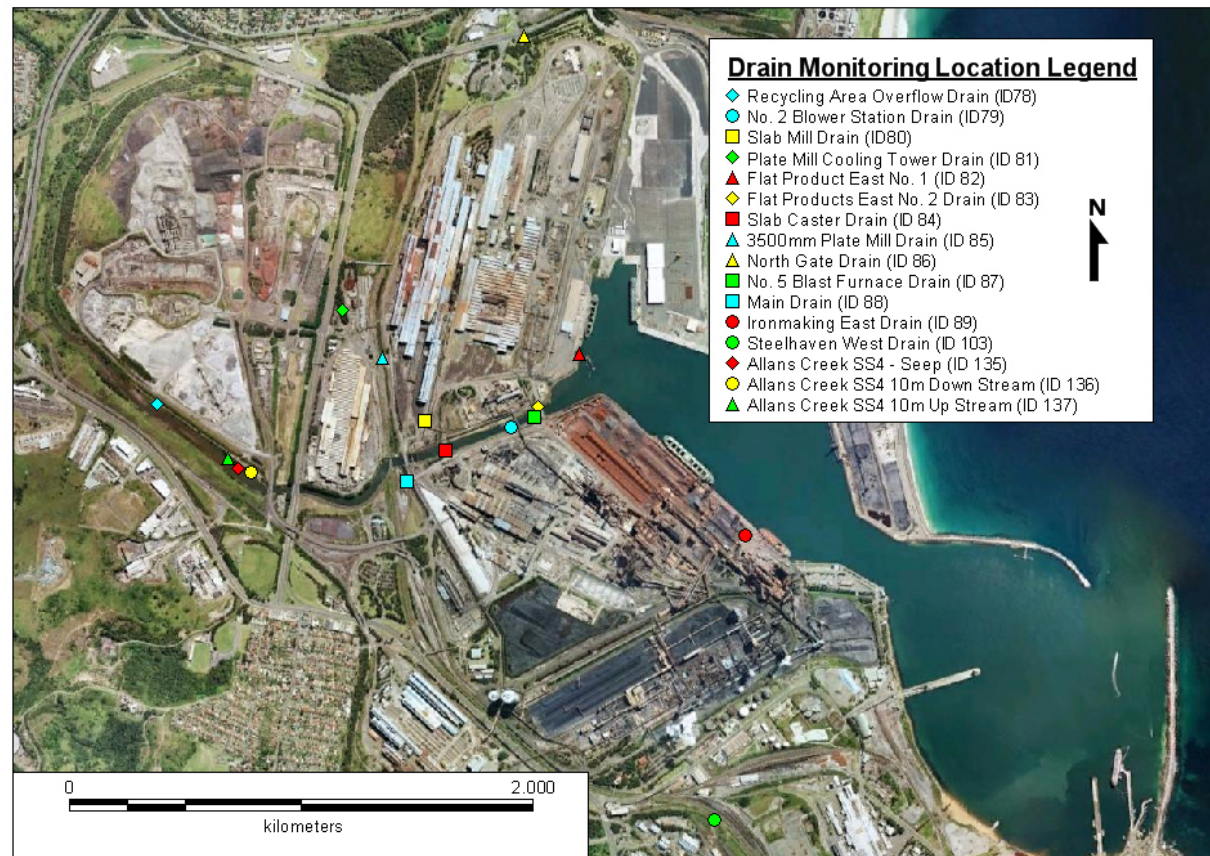 Drain Monitoring Location Legend
Recycling Area Overflow Drain (ID78)
No. 2 Blower Station Drain (ID79)
Slab Mill Drain (ID80)
Plate Mill Cooling Tower Drain (ID 81)
Flat Product East No. 1 (ID 82)
Flat Products East No. 2 Drain (ID 83)
Slab Caster Drain (ID 84)
3500mm Plate Mill Drain (ID 85)
North Gate Drain (ID 86)
No. 5 Blast Furnace Drain (ID 87)
Main Drain (ID 88)
Ironmaking East Drain (ID 89)
Steelhaven West Drain (ID 103)
Allans Creek SS4 - Seep (ID 135)
Allans Creek SS4 10m Down Stream (ID 136)
Allans Creek SS4 10m Up Stream (ID 137)
N
0 2.000
kilometers